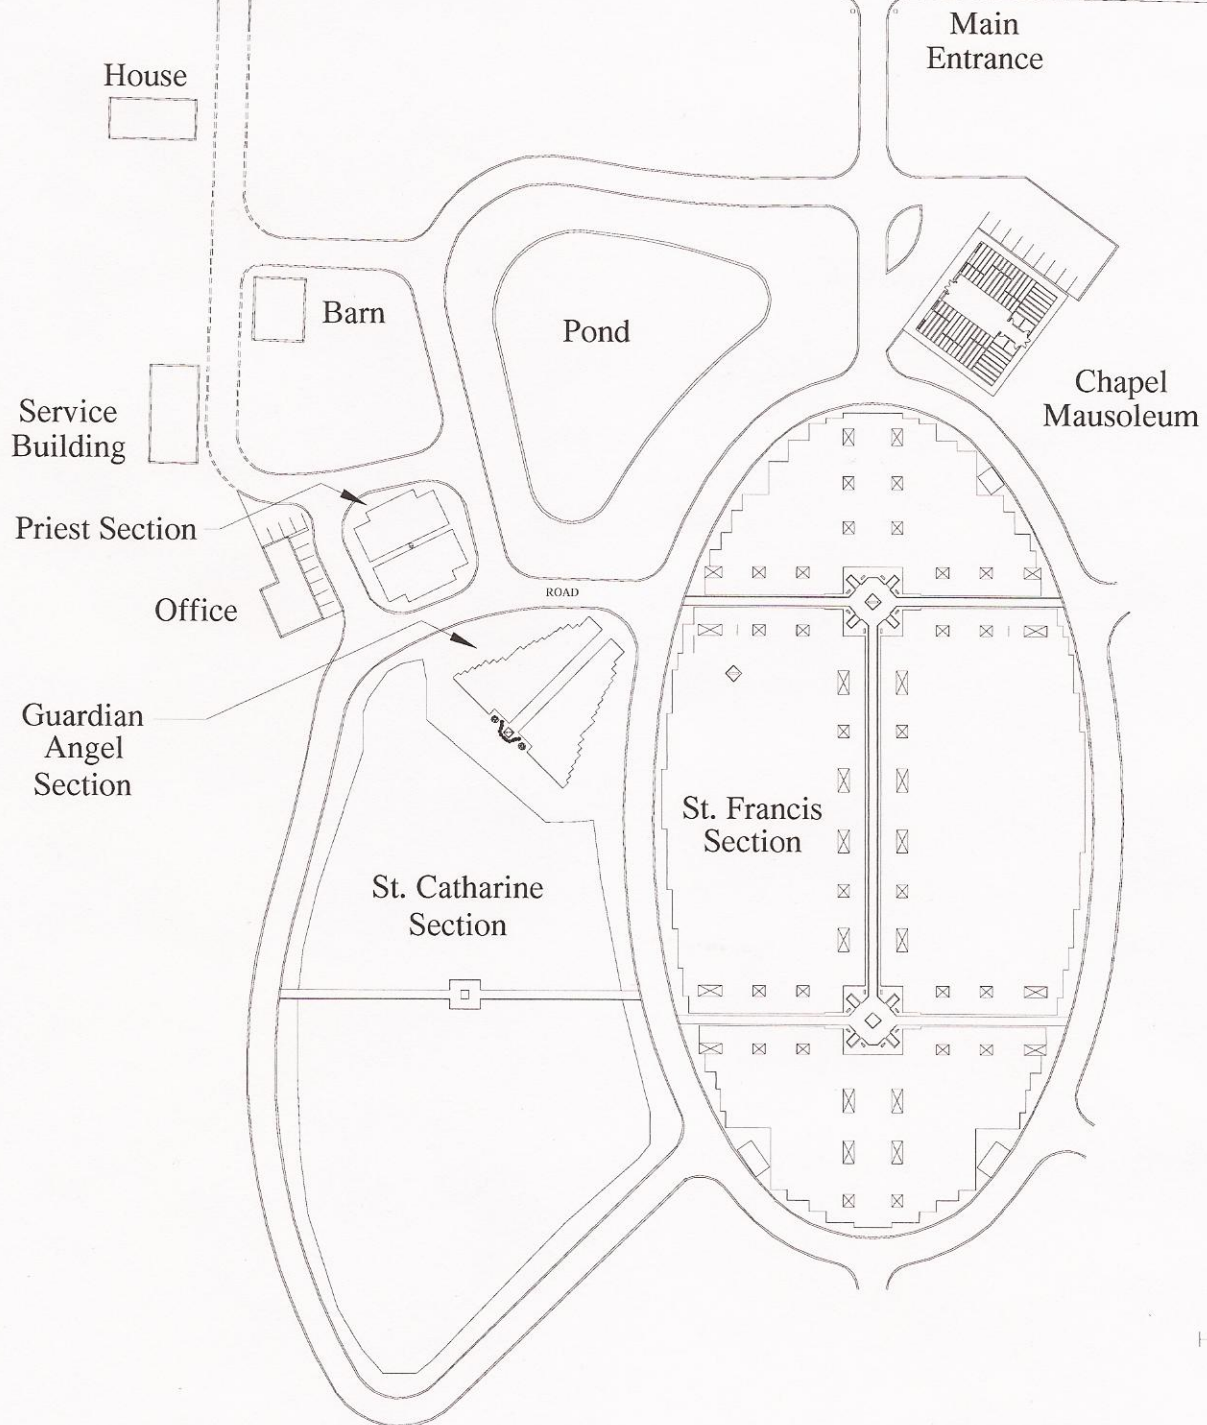 Main
Entrance
House
Barn
Pond
Chapel
Mausoleum
Service
Building
Priest Section
Office
ROAD
Guardian
Angel
Section
St. Francis
Section
St. Catharine
Section
H